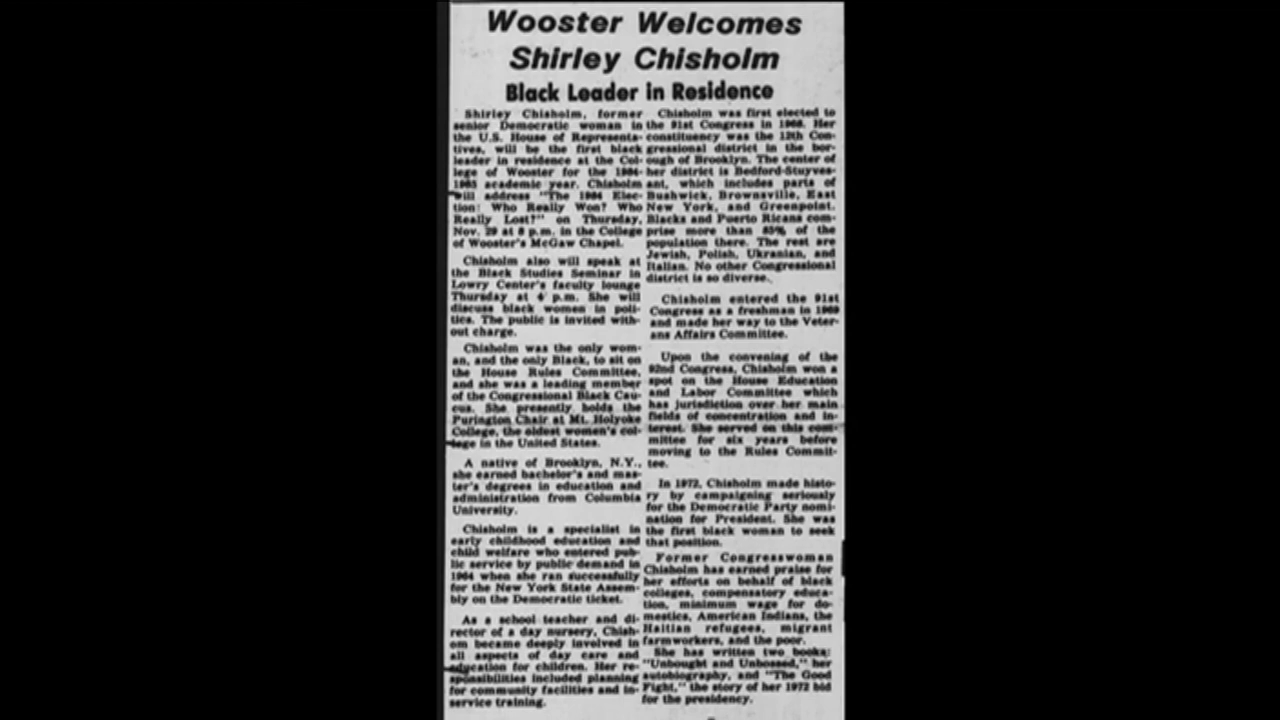 Wooster Welcomes
Shirley Chisholm
Black Leader in Residence
Shirley Chisholm, former
senior Democratic woman in
the U.S. House of Representa-
tives, will be the first black
leader in residence at the Col-
lege of Wooster for the 1984-
1985 academic year. Chisholm
will address "The 1984 Elec-
tion: Who Really Won? Who
Really Lost?" on Thursday,
Nov. 29 at 8 p.m. in the College
of Wooster's McGaw Chapel.
Chisholm also will speak at
the Black Studies Seminar in
Lowry Center's faculty lounge
Thursday at 4 p.m. She will
discuss black women in poli-
tics. The public is invited with-
out charge.
Chisholm was the only wom-
an, and the only Black, to sit on
the House Rules Committee,
and she was a leading member
of the Congressional Black Cau-
cus. She presently holds the
Purington Chair at Mt. Holyoke
College, the oldest women's col-
lege in the United States.
A native of Brooklyn, N.Y.,
she earned bachelor's and mas-
ter's degrees in education and
administration from Columbia
University.
Chisholm is a specialist in
early childhood education and
child welfare who entered pub-
lic service by public demand in
1964 when she ran successfully
for the New York State Assem-
bly on the Democratic ticket.
As a school teacher and di-
rector of a day nursery, Chish-
om became deeply involved in
all aspects of day care and
education for children. Her re-
sponsibilities included planning
for community facilities and in-
service training.
Chisholm was first elected to
the 91st Congress in 1968. Her
constituency was the 12th Con-
gressional district in the bor-
ough of Brooklyn. The center of
her district is Bedford-Stuyves-
ant, which includes parts of
Bushwick, Brownsville, East
New York, and Greenpoint.
Blacks and Puerto Ricans com-
prise more than 85% of the
population there. The rest are
Jewish, Polish, Ukranian, and
Italian. No other Congressional
district is so diverse.
Chisholm entered the 91st
Congress as a freshman in 1969
and made her way to the Veter-
ans Affairs Committee.
Upon the convening of the
92nd Congress, Chisholm won a
spot on the House Education
and Labor Committee which
has jurisdiction over her main
fields of concentration and in-
terest. She served on this com-
mittee for six years before
moving to the Rules Commit-
tee.
In 1972, Chisholm made histo-
ry by campaigning seriously
for the Democratic Party nomi-
nation for President. She was
the first black woman to seek
that position.
Former Congresswoman
Chisholm has earned praise for
her efforts on behalf of black
colleges, compensatory educa-
tion, minimum wage for do-
mestics, American Indians, the
Haitian refugees, migrant
farmworkers, and the poor.
She has written two books:
"Unbought and Unbossed," her
autobiography, and "The Good
Fight," the story of her 1972 bid
for the presidency.